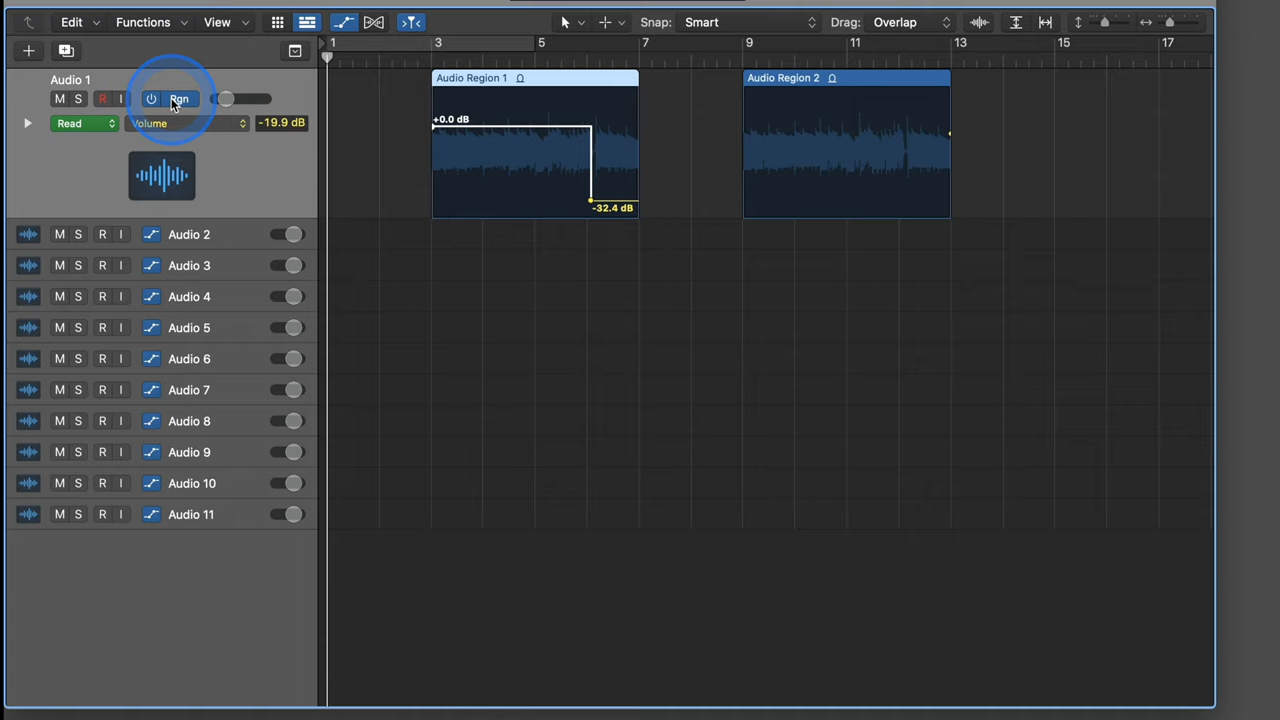 Edit Functions View Snap: Smart Drag: Overlap
1 3 5 7 9 11 13 15 17
Audio 1 Audio Region 1 Audio Region 2
M S R I Rgn
+0.0 dB
Read Volume -19.9 dB
-32.4 dB
M S R I Audio 2
M S R I Audio 3
M S R I Audio 4
M S R I Audio 5
M S R I Audio 6
M S R I Audio 7
M S R I Audio 8
M S R I Audio 9
M S R I Audio 10
M S R I Audio 11